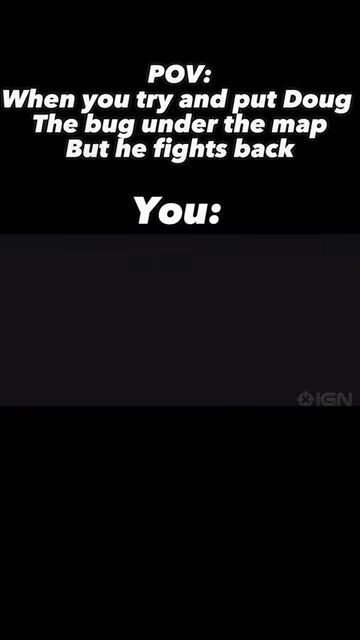 POV:
When you try and put Doug
The bug under the map
But he fights back
You:
IGN